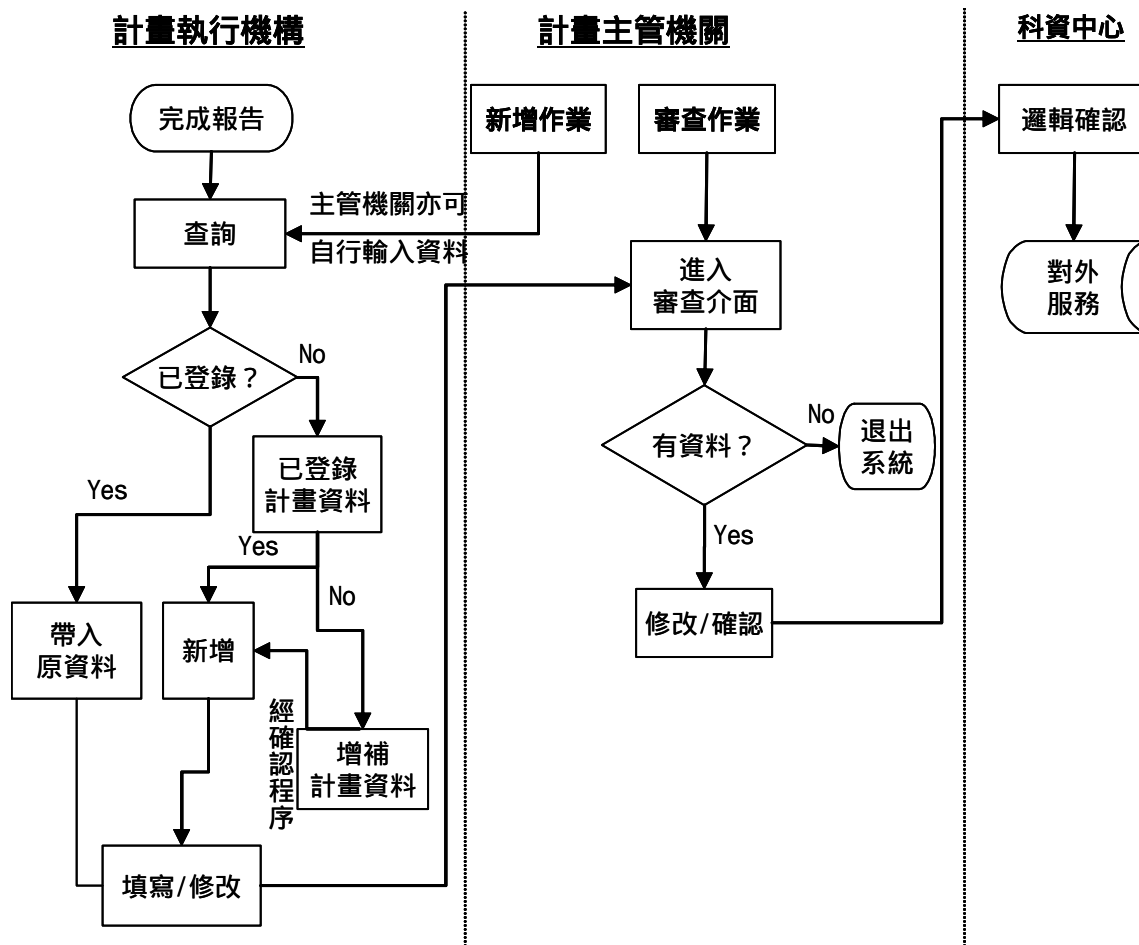 計畫執行機構
計畫主管機關
科資中心
完成報告
新增作業
審查作業
邏輯確認
主管機關亦可
自行輸入資料
查詢
進入
審查介面
對外
服務
已登錄？
No
已登錄
計畫資料
有資料？
No
退出
系統
Yes
Yes
No
Yes
帶入
原資料
新增
修改/確認
經確認程序
增補
計畫資料
填寫/修改